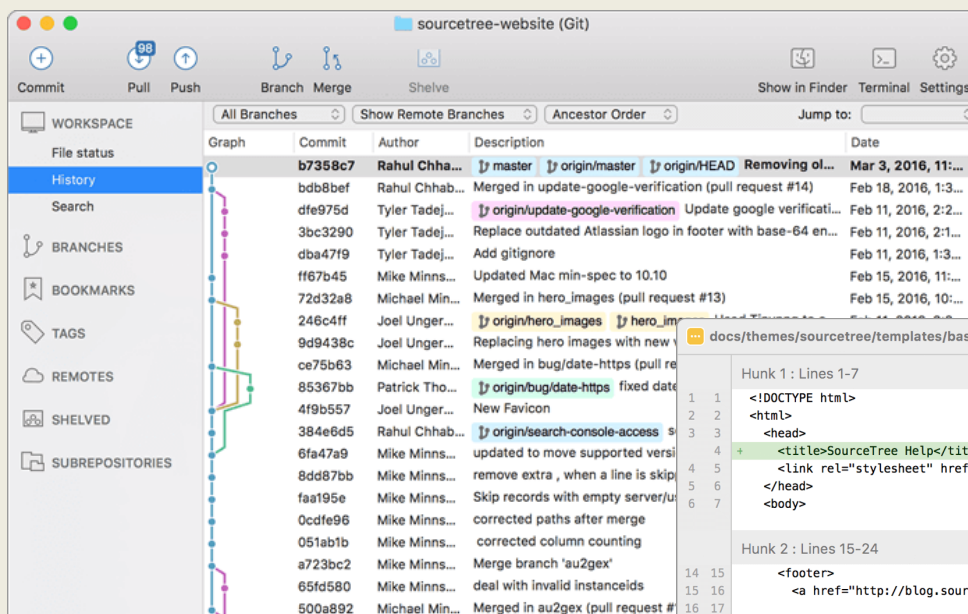 sourcetree-website (Git)
98
Commit Pull Push Branch Merge Shelve Show in Finder Terminal Settings
All Branches Show Remote Branches Ancestor Order Jump to:
WORKSPACE
File status
History
Search
BRANCHES
BOOKMARKS
TAGS
REMOTES
SHELVED
SUBREPOSITORIES
Graph Commit Author Description Date
b7358c7 Rahul Chha... master origin/master origin/HEAD Removing ol... Mar 3, 2016, 11:...
bdb8bef Rahul Chhab... Merged in update-google-verification (pull request #14) Feb 18, 2016, 1:3...
dfe975d Tyler Tadej... origin/update-google-verification Update google verificati... Feb 11, 2016, 2:2...
3bc3290 Tyler Tadej... Replace outdated Atlassian logo in footer with base-64 en... Feb 11, 2016, 2:1...
dba47f9 Tyler Tadej... Add gitignore Feb 11, 2016, 1:3...
ff67b45 Mike Minns... Updated Mac min-spec to 10.10 Feb 15, 2016, 11:...
72d32a8 Michael Min... Merged in hero_images (pull request #13) Feb 15, 2016, 10:...
246c4ff Joel Unger... origin/hero_images
9d9438c Joel Unger... Replacing hero images with new
ce75b63 Michael Min... Merged in bug/date-https (pull re
85367bb Patrick Tho... origin/bug/date-https fixed date
4f9b557 Joel Unger... New Favicon
384e6d5 Rahul Chhab... origin/search-console-access
6fa47a9 Mike Minns... updated to move supported versi
8dd87bb Mike Minns... remove extra , when a line is skip
faa195e Mike Minns... Skip records with empty server/u
0cdfe96 Mike Minns... corrected paths after merge
051ab1b Mike Minns... corrected column counting
a723bc2 Mike Minns... Merge branch 'au2gex'
65fd580 Mike Minns... deal with invalid instanceids
500a892 Michael Min... Merged in au2gex (pull request #
docs/themes/sourcetree/templates/bas
Hunk 1 : Lines 1-7
1 1 <!DOCTYPE html>
2 2 <html>
3 3 <head>
4 + <title>SourceTree Help</tit
4 5 <link rel="stylesheet" href
5 6 </head>
6 7 <body>
Hunk 2 : Lines 15-24
14 15 <footer>
15 16 <a href="http://blog.sour
16 17